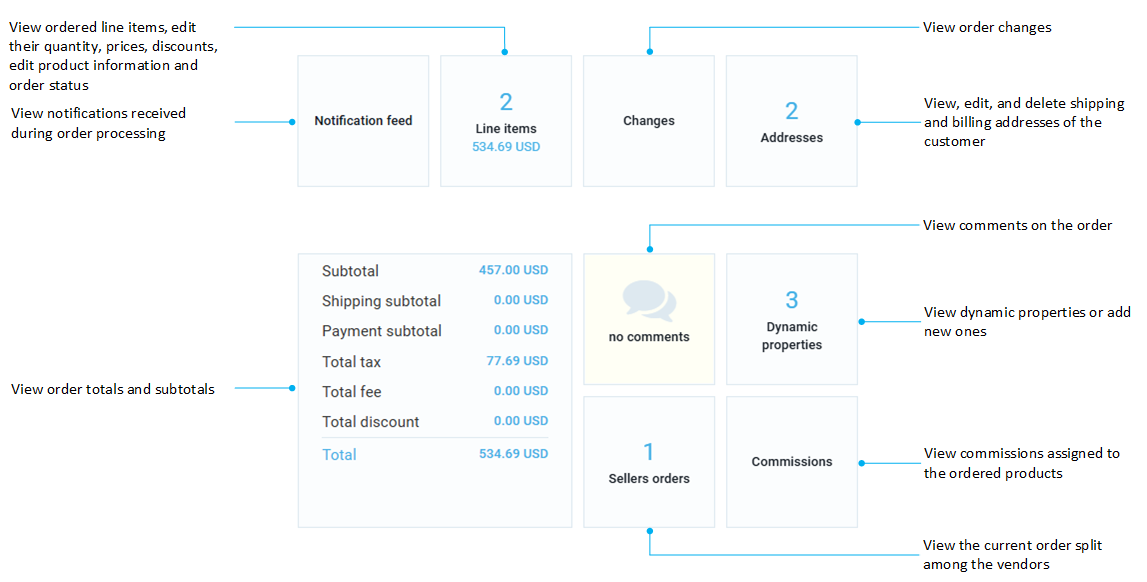 View ordered line items, edit
their quantity, prices, discounts,
edit product information and
order status
View order changes
View notifications received
during order processing
Notification feed
2
Line items
534.69 USD
Changes
2
Addresses
View, edit, and delete shipping
and billing addresses of the
customer
View comments on the order
Subtotal 457.00 USD
Shipping subtotal 0.00 USD
Payment subtotal 0.00 USD
Total tax 77.69 USD
Total fee 0.00 USD
Total discount 0.00 USD
Total 534.69 USD
no comments
3
Dynamic
properties
View dynamic properties or add
new ones
View order totals and subtotals
1
Sellers orders
Commissions
View commissions assigned to
the ordered products
View the current order split
among the vendors